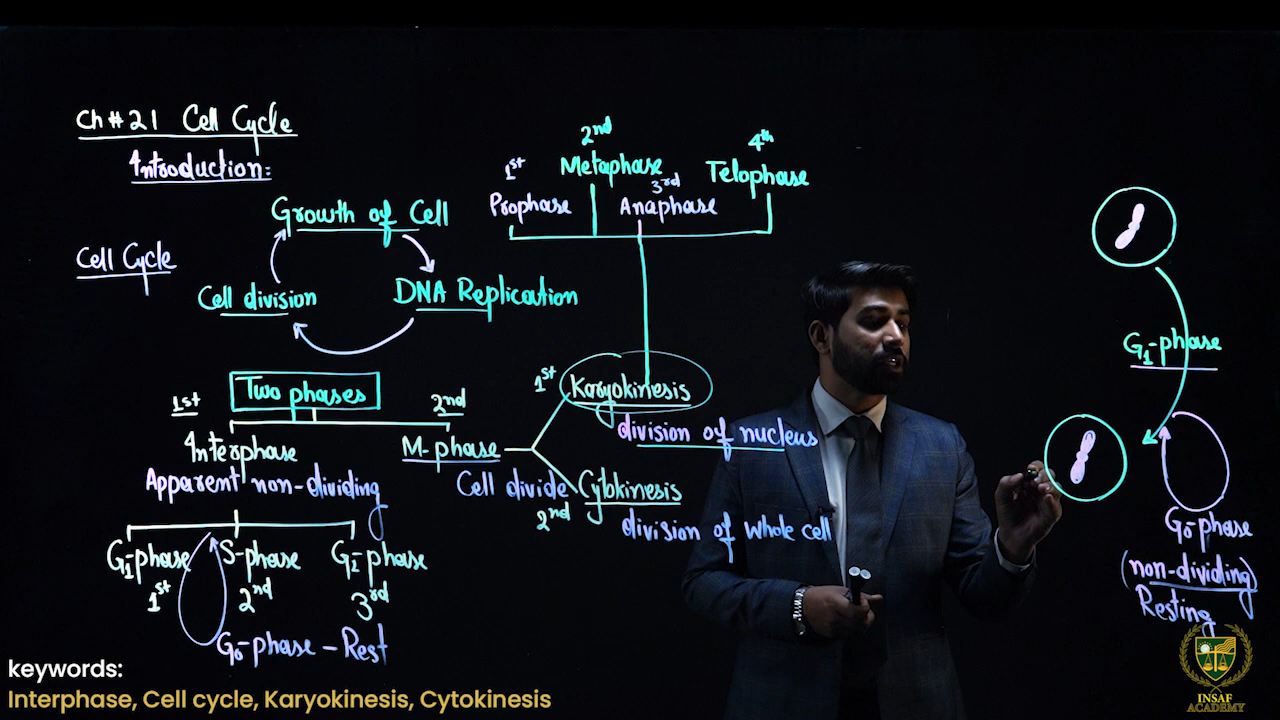 Ch # 21 Cell Cycle
Introduction:
Growth of Cell
Cell Cycle
Cell division
DNA Replication
Two phases
1st
2nd
Interphase
M-phase
Apparent non-dividing
Cell divide
G1-phase
S-phase
G1-phase
1st
2nd
3rd
G0-phase - Rest
1st
2nd
3rd
4th
Prophase
Metaphase
Anaphase
Telophase
1st
Karyokinesis
division of nucleus
2nd
Cytokinesis
division of whole cell
G1-phase
G0-phase
(non-dividing)
Resting
keywords:
Interphase, Cell cycle, Karyokinesis, Cytokinesis
INSAF
ACADEMY